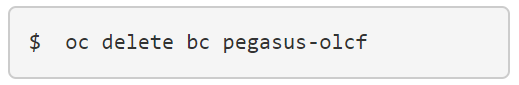 $  oc delete bc pegasus-olcf